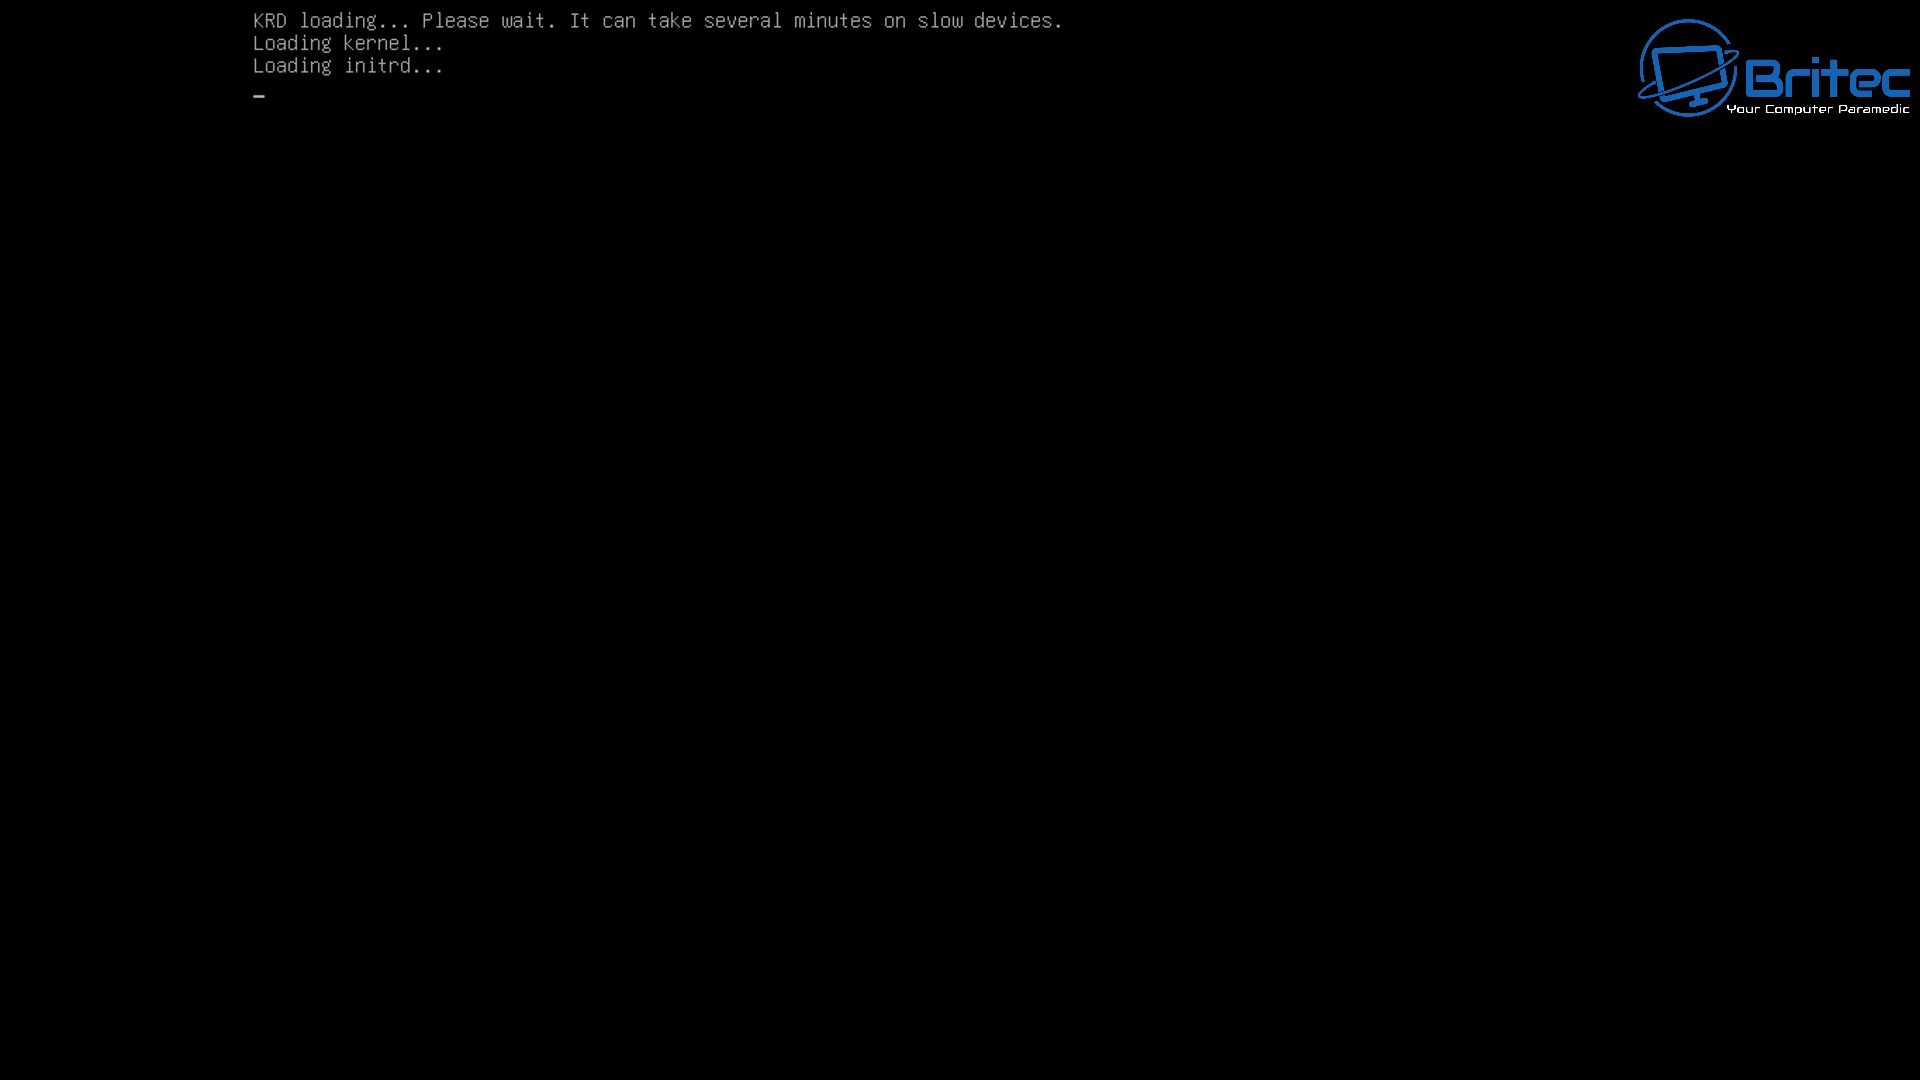 KRD loading... Please wait. It can take several minutes on slow devices.
Loading kernel...
Loading initrd...
Britec
Your Computer Paramedic